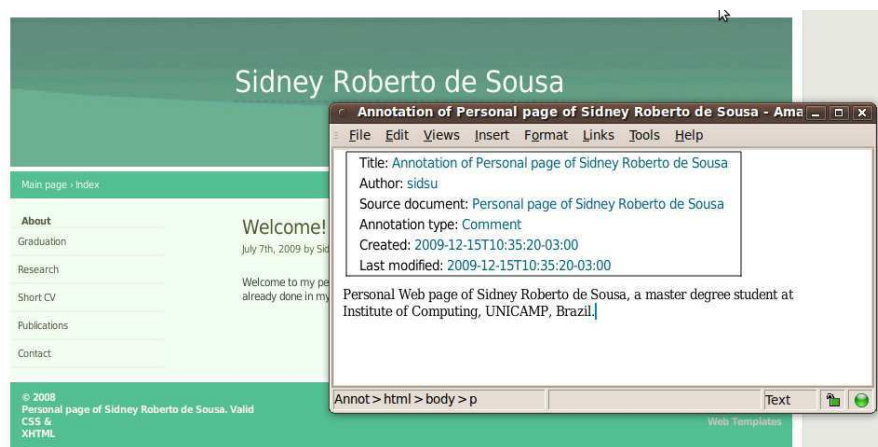 Sidney Roberto de Sousa
Main page › Index
About
Graduation
Research
Short CV
Publications
Contact
Welcome!
July 7th, 2009 by Sid
Welcome to my pe
already done in my
Annotation of Personal page of Sidney Roberto de Sousa - Ama
File Edit Views Insert Format Links Tools Help
Title: Annotation of Personal page of Sidney Roberto de Sousa
Author: sidsu
Source document: Personal page of Sidney Roberto de Sousa
Annotation type: Comment
Created: 2009-12-15T10:35:20-03:00
Last modified: 2009-12-15T10:35:20-03:00
Personal Web page of Sidney Roberto de Sousa, a master degree student at
Institute of Computing, UNICAMP, Brazil.
Annot > html > body > p
Text
© 2008
Personal page of Sidney Roberto de Sousa. Valid
CSS &
XHTML
Web Templates